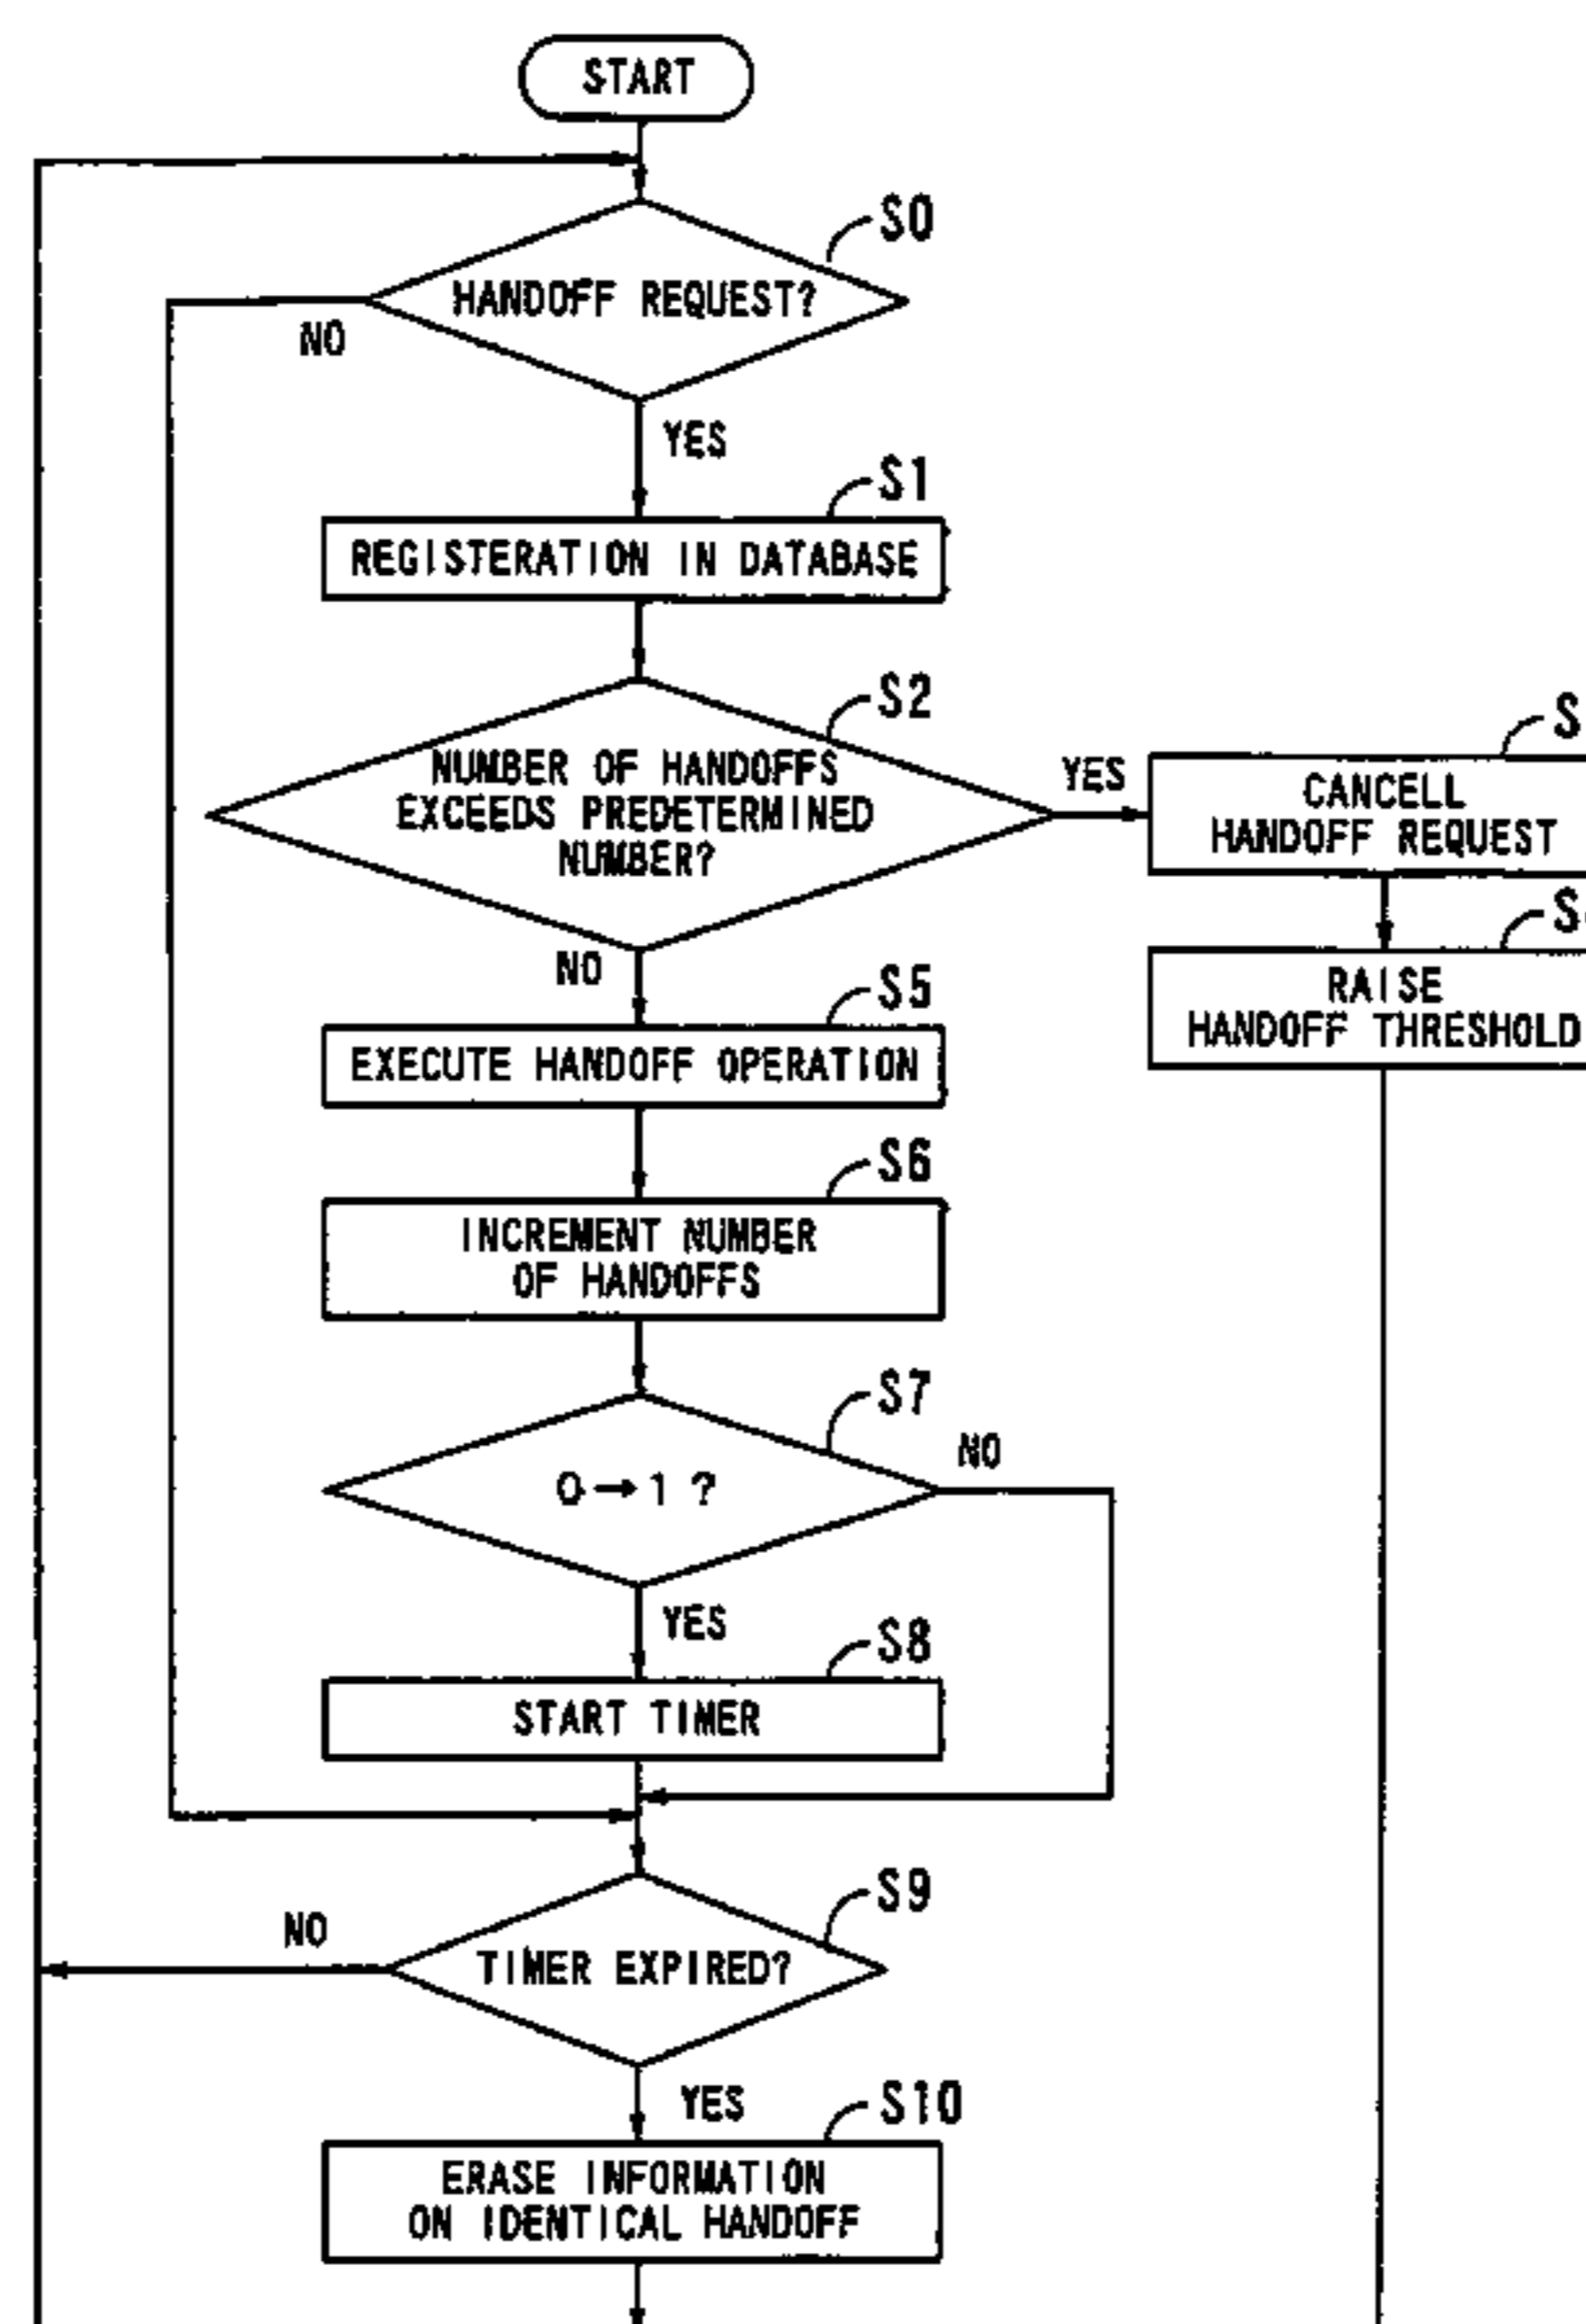 START
S0
HANDOFF REQUEST?
NO
YES
S1
REGISTERATION IN DATABASE
S2
NUMBER OF HANDOFFS
EXCEEDS PREDETERMINED
NUMBER?
YES
S
CANCELL
HANDOFF REQUEST
NO
S
RAISE
HANDOFF THRESHOLD
S5
EXECUTE HANDOFF OPERATION
S6
INCREMENT NUMBER
OF HANDOFFS
S7
0→1 ?
NO
YES
S8
START TIMER
S9
TIMER EXPIRED?
NO
YES
S10
ERASE INFORMATION
ON IDENTICAL HANDOFF